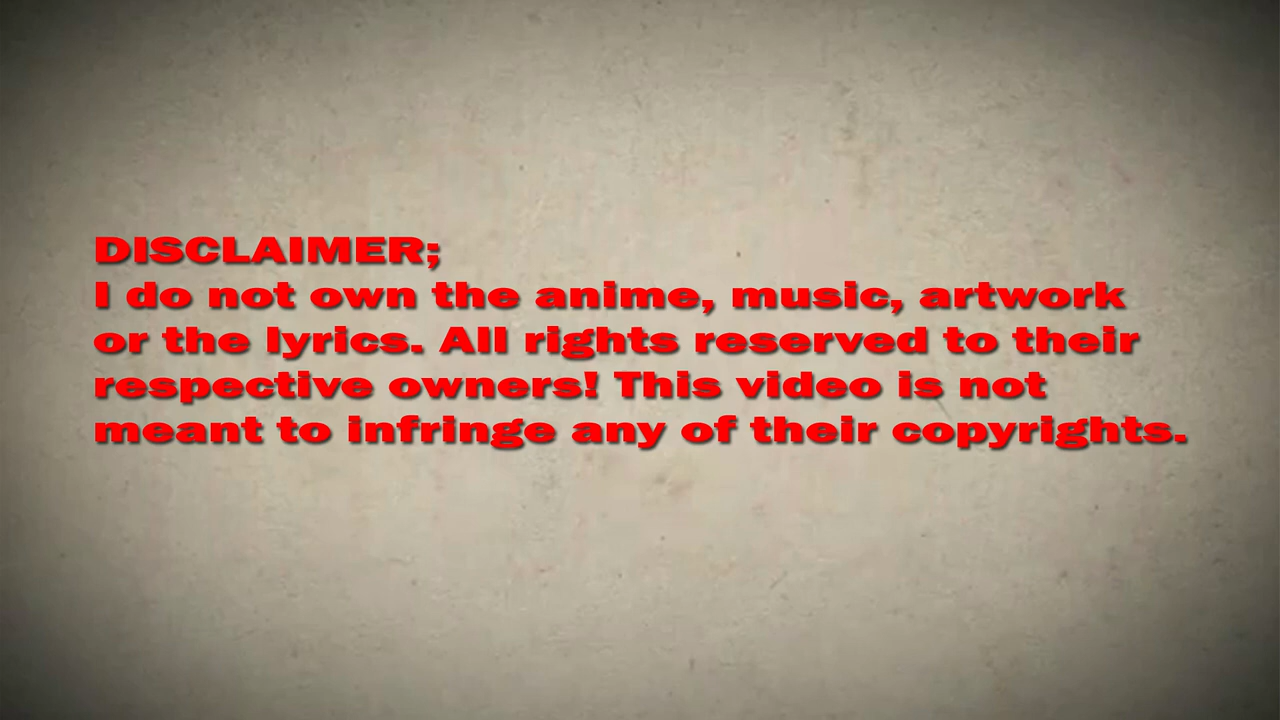 DISCLAIMER;
I do not own the anime, music, artwork
or the lyrics. All rights reserved to their
respective owners! This video is not
meant to infringe any of their copyrights.